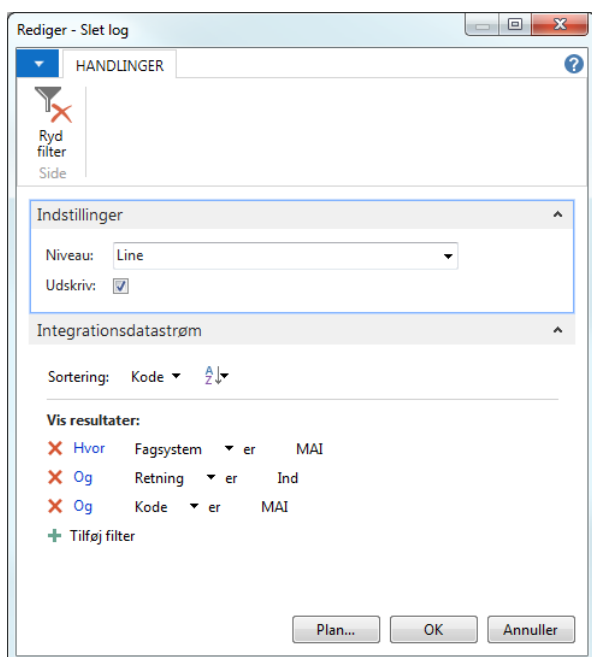 Rediger - Slet log
HANDLINGER
Ryd
filter
Side
Indstillinger
Niveau: Line
Udskriv:
Integrationsdatastrøm
Sortering: Kode AZ
Vis resultater:
Hvor Fagsystem er MAI
Og Retning er Ind
Og Kode er MAI
Tilføj filter
Plan... OK Annuller